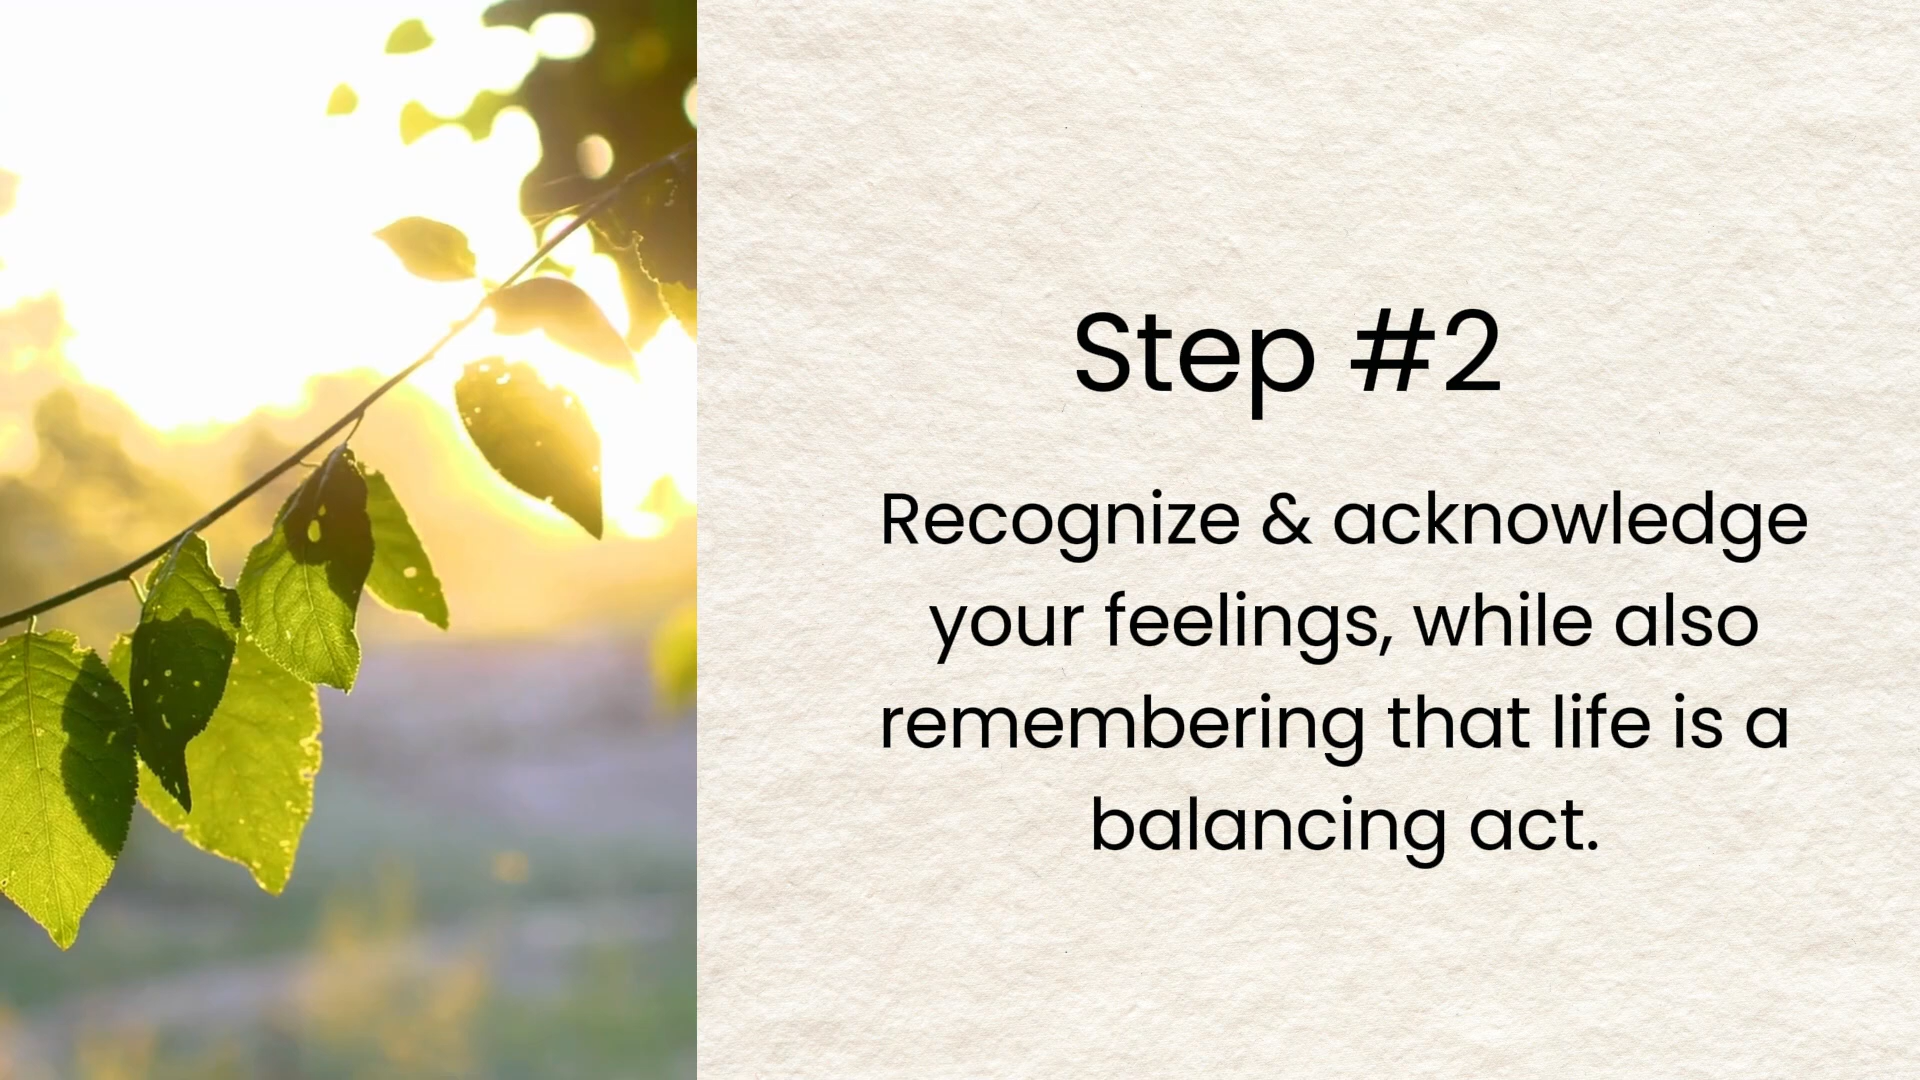 Step #2
Recognize & acknowledge
your feelings, while also
remembering that life is a
balancing act.